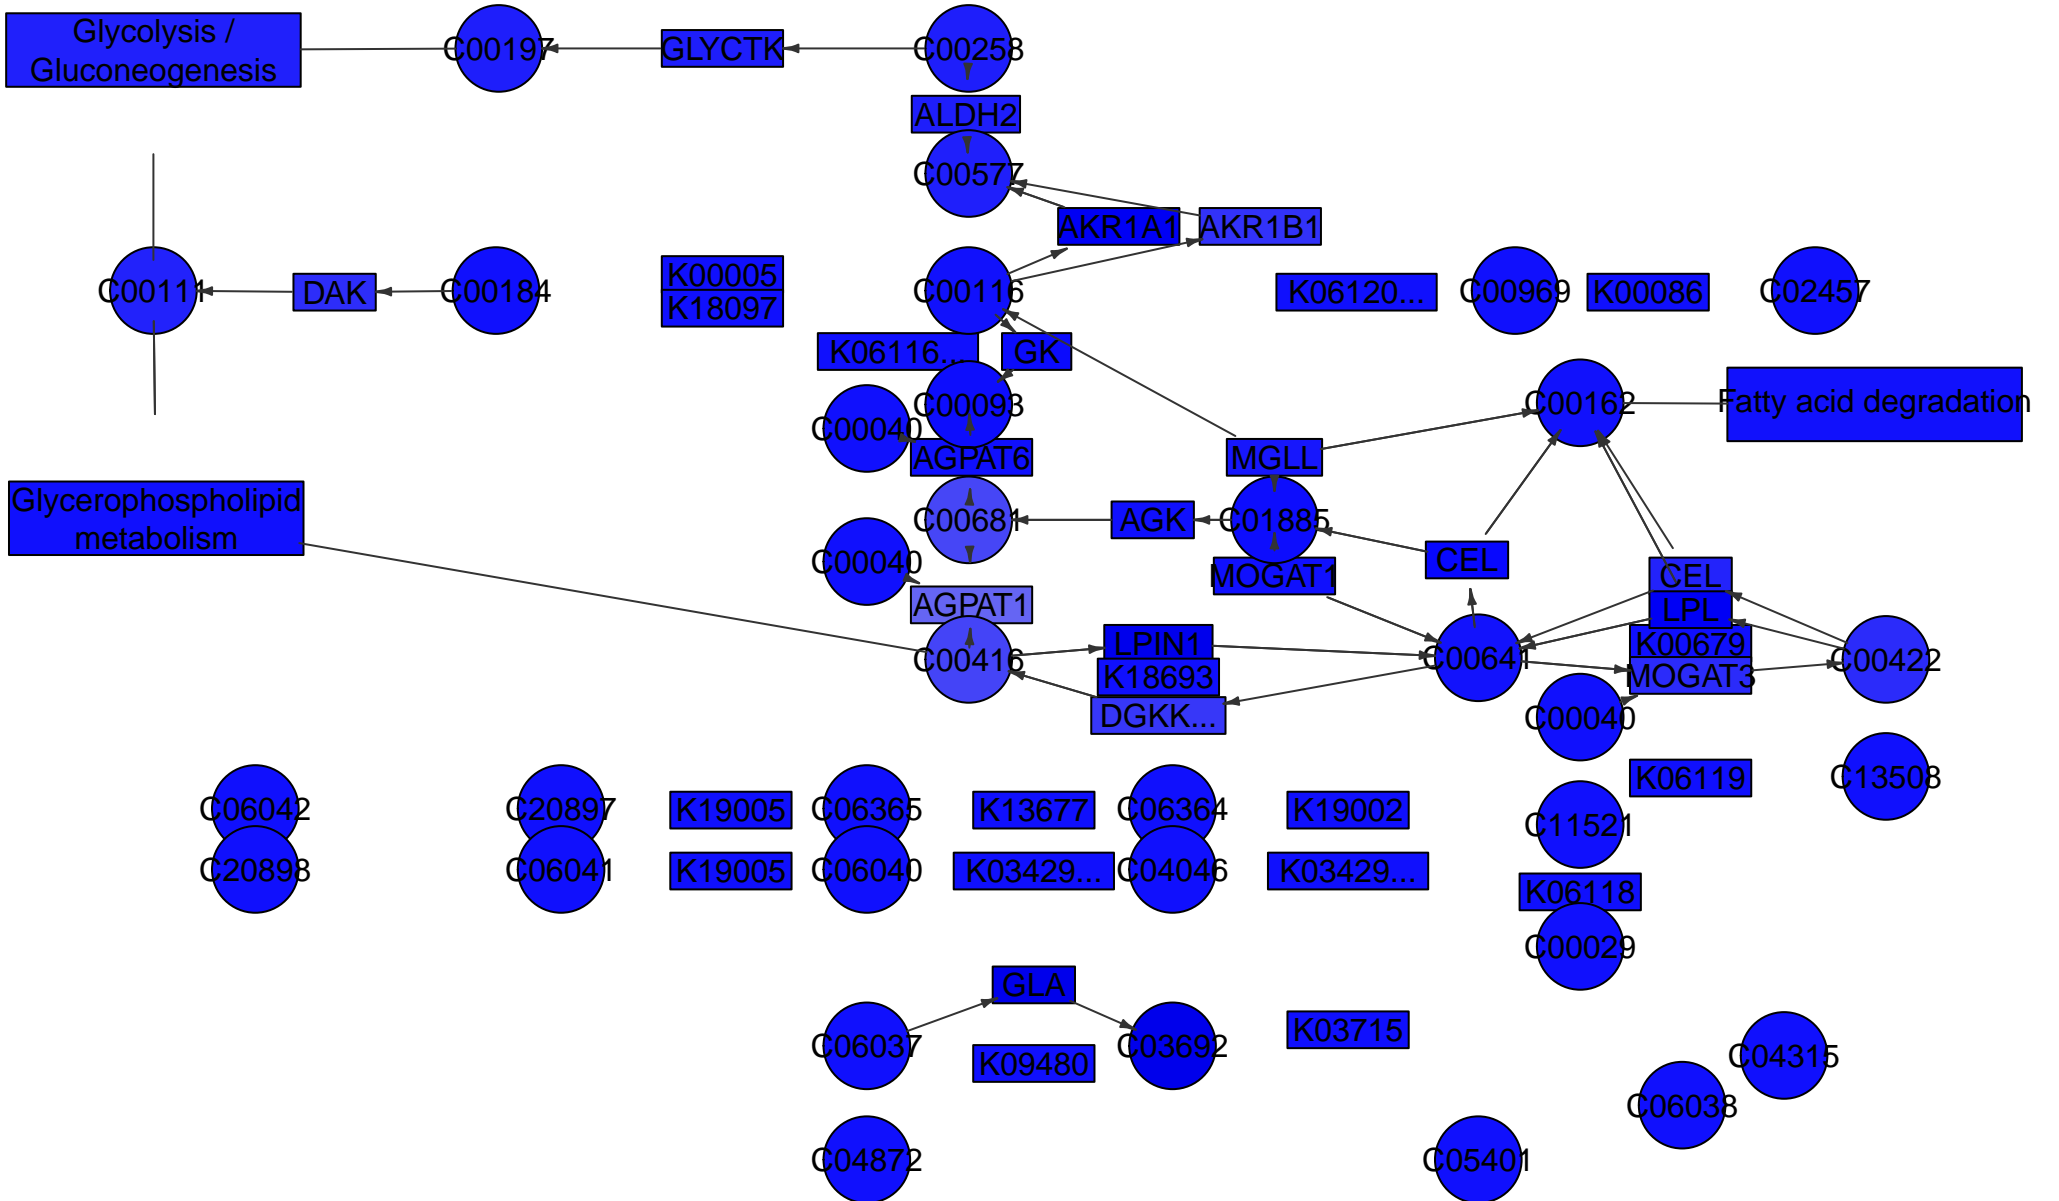 Glycolysis /
Gluconeogenesis
C00197
GLYCTK
C00258
ALDH2
C00577
AKR1A1
AKR1B1
C00111
DAK
C00184
K00005
K18097
C00116
K06120...
C00969
K00086
C02457
K06116...
GK
C00093
C00040
C00162
Fatty acid degradation
AGPAT6
MGLL
Glycerophospholipid
metabolism
C00681
AGK
C01885
C00040
MOGAT1
CEL
CEL
AGPAT1
LPL
C00416
LPIN1
K18693
DGKK...
C00641
K00679
MOGAT3
C00422
C00040
K06119
C13508
C06042
C20897
K19005
C06365
K13677
C06364
K19002
C11521
C20898
C06041
K19005
C06040
K03429...
C04046
K03429...
K06118
C00029
GLA
C06037
K09480
C03692
K03715
C04315
C06038
C04872
C05401